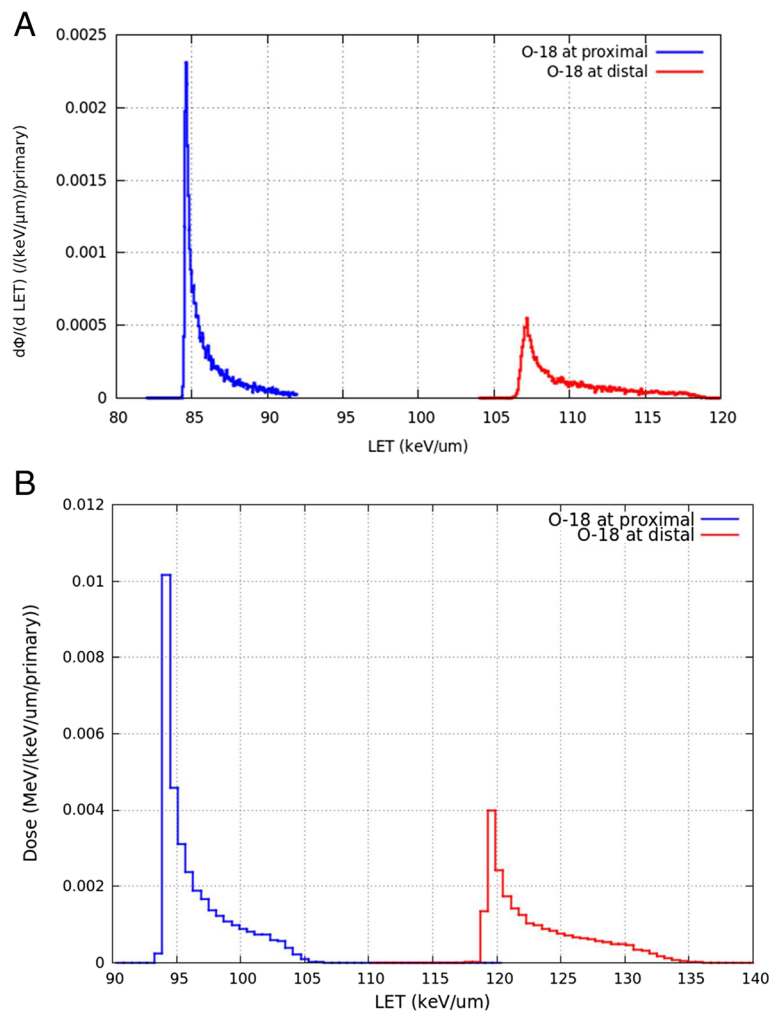 A
0.0025
O-18 at proximal
O-18 at distal
0.002
0.0015
0.001
0.0005
0
dΦ/(d LET) (/(keV/μm)/primary)
80 85 90 95 100 105 110 115 120
LET (keV/um)
B
0.012
O-18 at proximal
O-18 at distal
0.01
0.008
0.006
0.004
0.002
0
Dose (MeV/(keV/um/primary))
90 95 100 105 110 115 120 125 130 135 140
LET (keV/um)